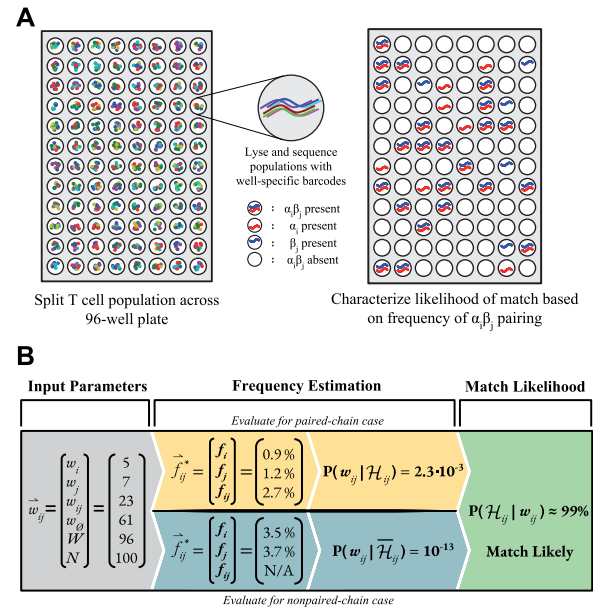 A
Lyse and sequence
populations with
well-specific barcodes
: αᵢβⱼ present
: αᵢ present
: βⱼ present
: αᵢβⱼ absent
Split T cell population across
96-well plate
Characterize likelihood of match based
on frequency of αᵢβⱼ pairing
B
Input Parameters
Frequency Estimation
Match Likelihood
Evaluate for paired-chain case
w⃗ᵢⱼ = (wᵢ wⱼ wᵢⱼ w_ø W N) = (5 7 23 61 96 100)
f⃗ᵢⱼ* = (fᵢ fⱼ fᵢⱼ) = (0.9% 1.2% 2.7%)
P(wᵢⱼ | ℋᵢⱼ) = 2.3·10⁻³
f⃗ᵢⱼ* = (fᵢ fⱼ fᵢⱼ) = (3.5% 3.7% N/A)
P(wᵢⱼ | ℋ̅ᵢⱼ) = 10⁻¹³
P(ℋᵢⱼ | wᵢⱼ) ≈ 99%
Match Likely
Evaluate for nonpaired-chain case